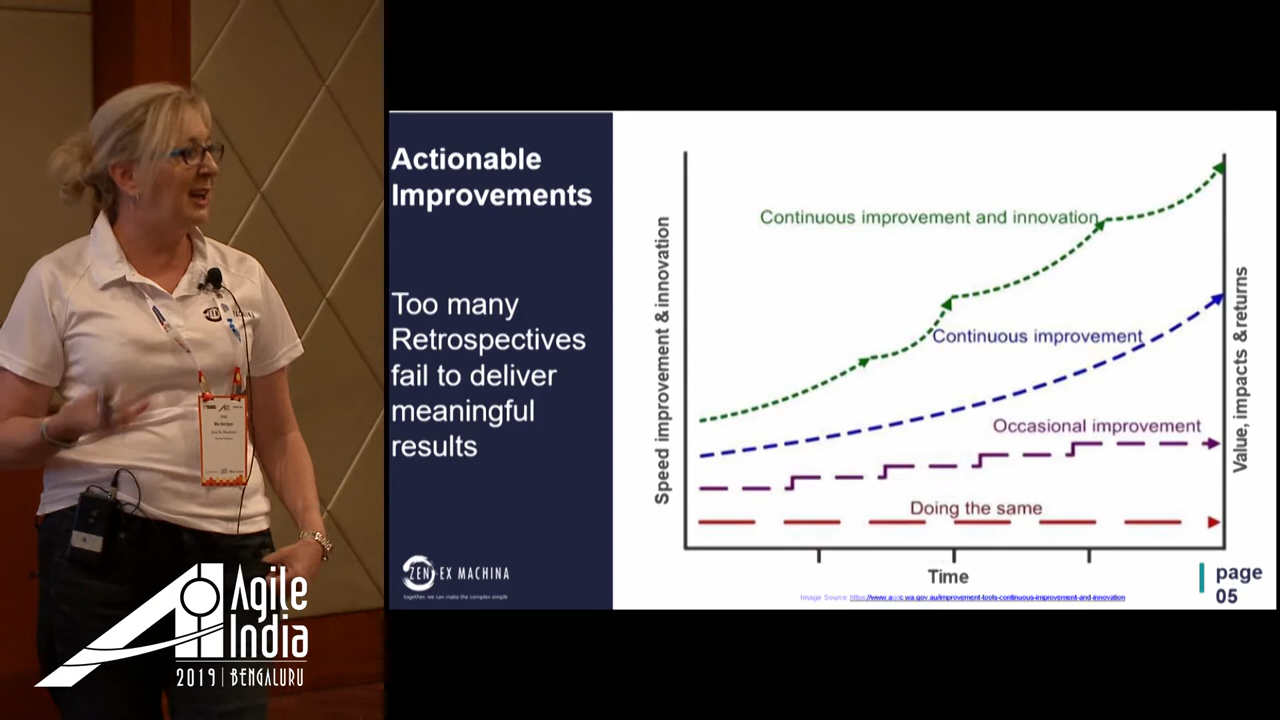 Actionable
Improvements
Too many
Retrospectives
fail to deliver
meaningful
results
ZEN EX MACHINA
together, we can make the complex simple
Speed improvement & innovation
Continuous improvement and innovation
Continuous improvement
Occasional improvement
Doing the same
Time
Value, impacts & returns
page
05
Agile
India
2019 | BENGALURU